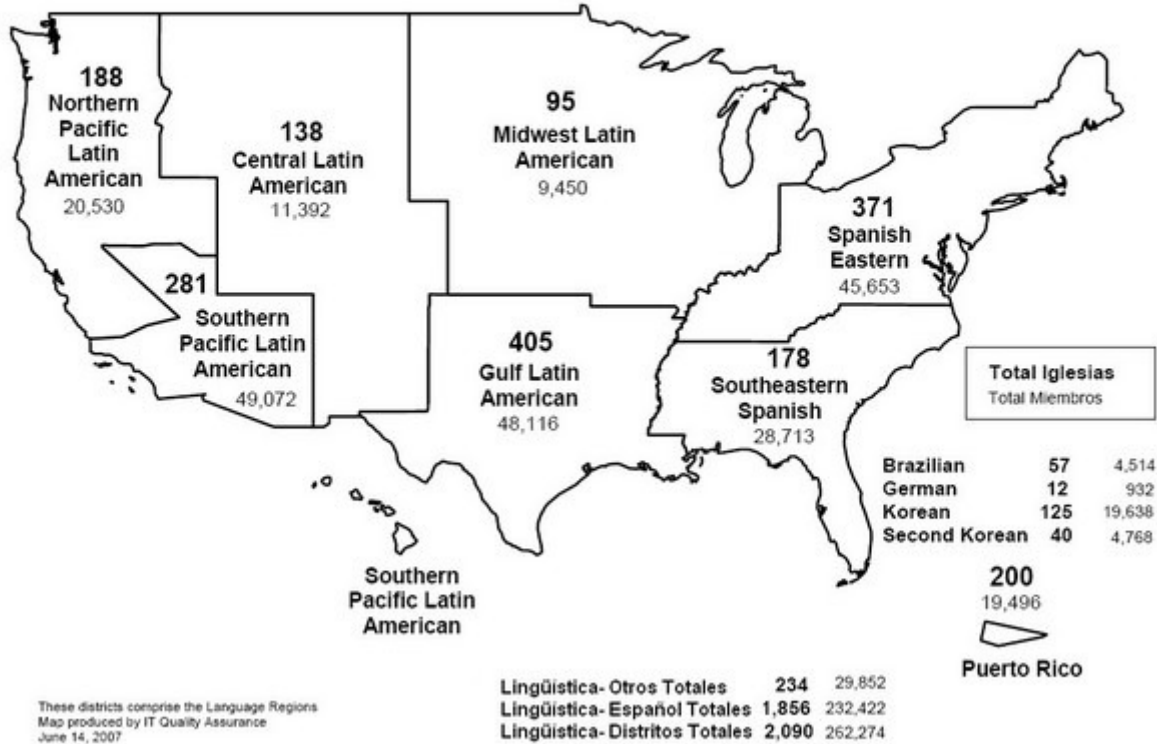 188
Northern
Pacific
Latin
American
20,530
138
Central Latin
American
11,392
95
Midwest Latin
American
9,450
371
Spanish
Eastern
45,653
281
Southern
Pacific Latin
American
49,072
405
Gulf Latin
American
48,116
178
Southeastern
Spanish
28,713
Total Iglesias
Total Miembros
Brazilian 57 4,514
German 12 932
Korean 125 19,638
Second Korean 40 4,768
200
19,496
Puerto Rico
Southern
Pacific Latin
American
Lingüistica- Otros Totales 234 29,852
Lingüistica- Español Totales 1,856 232,422
Lingüistica- Distritos Totales 2,090 262,274
These districts comprise the Language Regions
Map produced by IT Quality Assurance
June 14, 2007